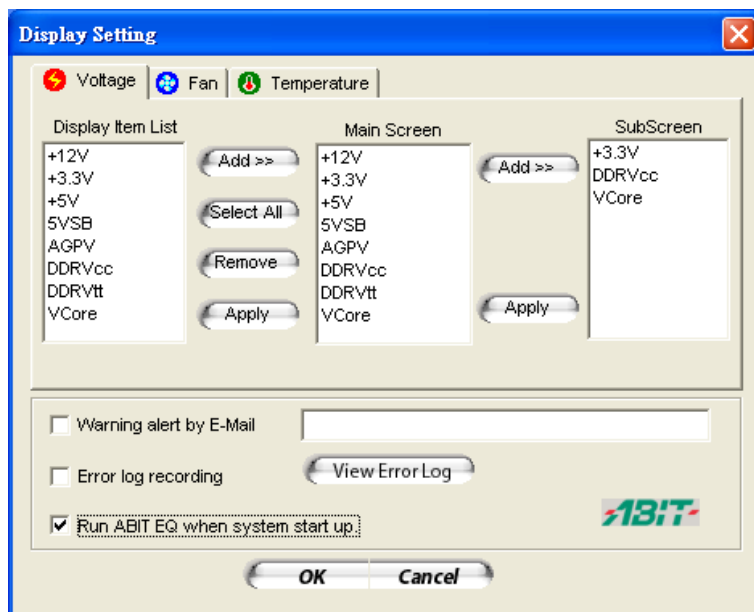 Display Setting
Voltage
Fan
Temperature
Display Item List
+12V
+3.3V
+5V
5VSB
AGPV
DDRVcc
DDRVtt
VCore
Add >>
Select All
Remove
Apply
Main Screen
+12V
+3.3V
+5V
5VSB
AGPV
DDRVcc
DDRVtt
VCore
Add >>
Apply
SubScreen
+3.3V
DDRVcc
VCore
Warning alert by E-Mail
Error log recording
View Error Log
Run ABIT EQ when system start up.
ABIT
OK
Cancel